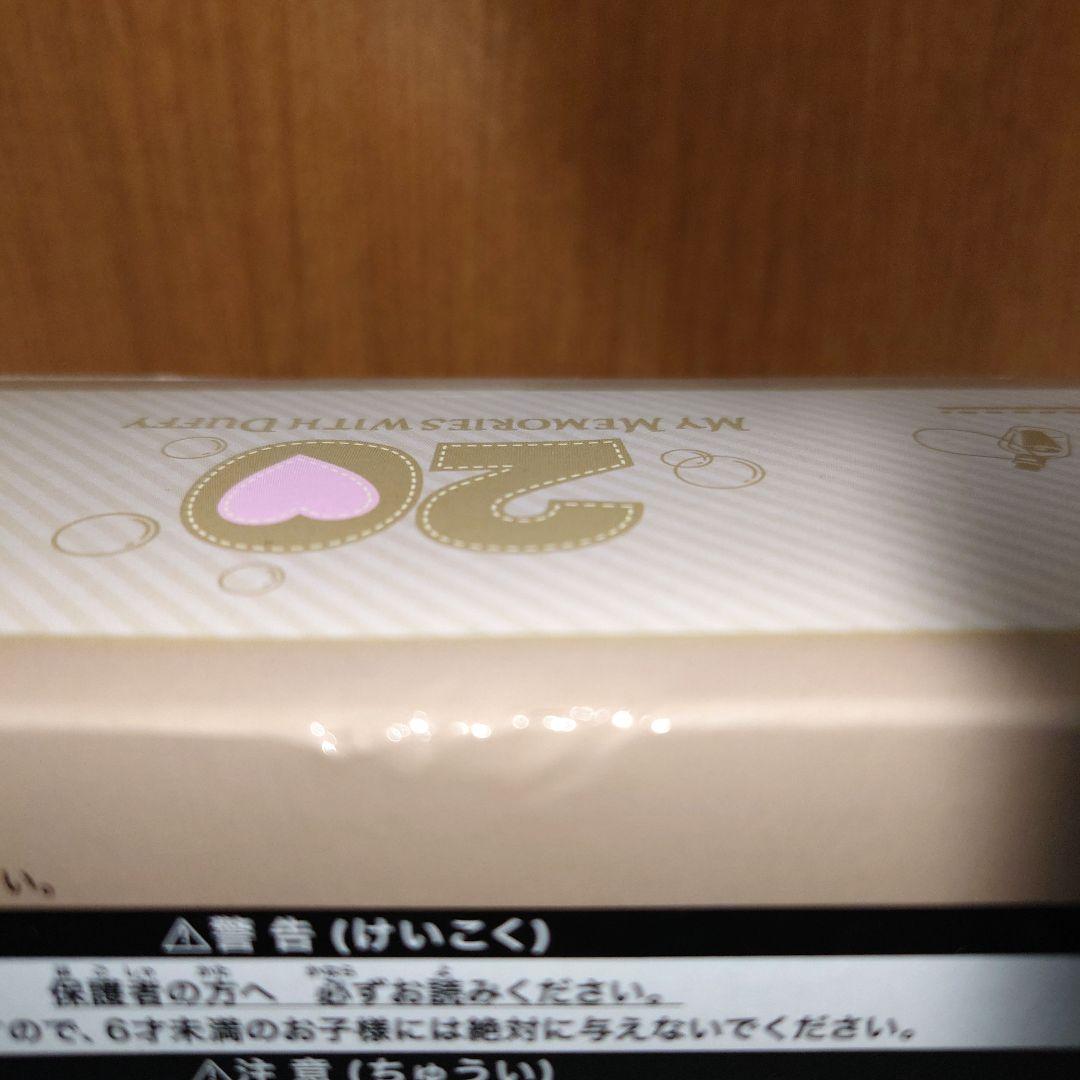 MY MEMORIES WITH DUFFY
20
い。
⚠警告 (けいこく)
保護者の方へ 必ずお読みください。
ので、6才未満のお子様には絶対に与えないでください。
⚠注意 (ちゅうい)